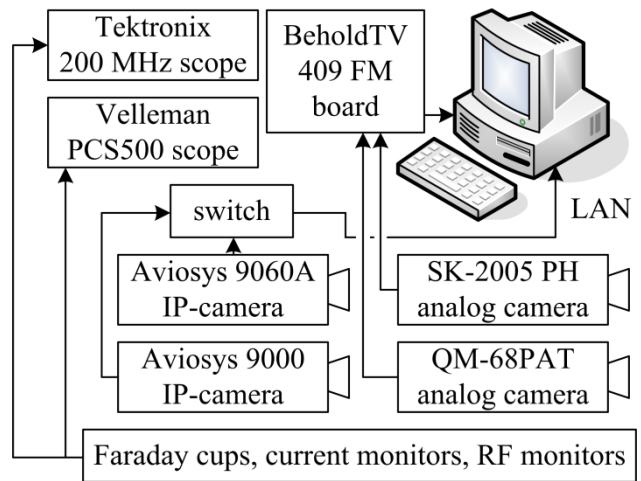 Tektronix
200 MHz scope
BeholdTV
409 FM
board
Velleman
PCS500 scope
switch
LAN
Aviosys 9060A
IP-camera
SK-2005 PH
analog camera
Aviosys 9000
IP-camera
QM-68PAT
analog camera
Faraday cups, current monitors, RF monitors